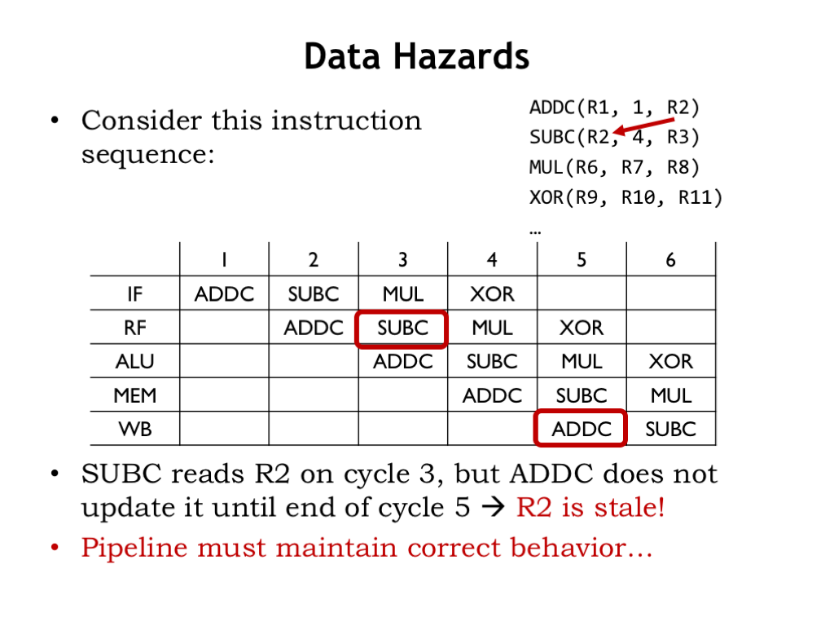 Data Hazards
• Consider this instruction
sequence:
ADDC(R1, 1, R2)
SUBC(R2, 4, R3)
MUL(R6, R7, R8)
XOR(R9, R10, R11)
…
1 2 3 4 5 6
IF ADDC SUBC MUL XOR
RF ADDC SUBC MUL XOR
ALU ADDC SUBC MUL XOR
MEM ADDC SUBC MUL
WB ADDC SUBC
• SUBC reads R2 on cycle 3, but ADDC does not
update it until end of cycle 5 → R2 is stale!
• Pipeline must maintain correct behavior…